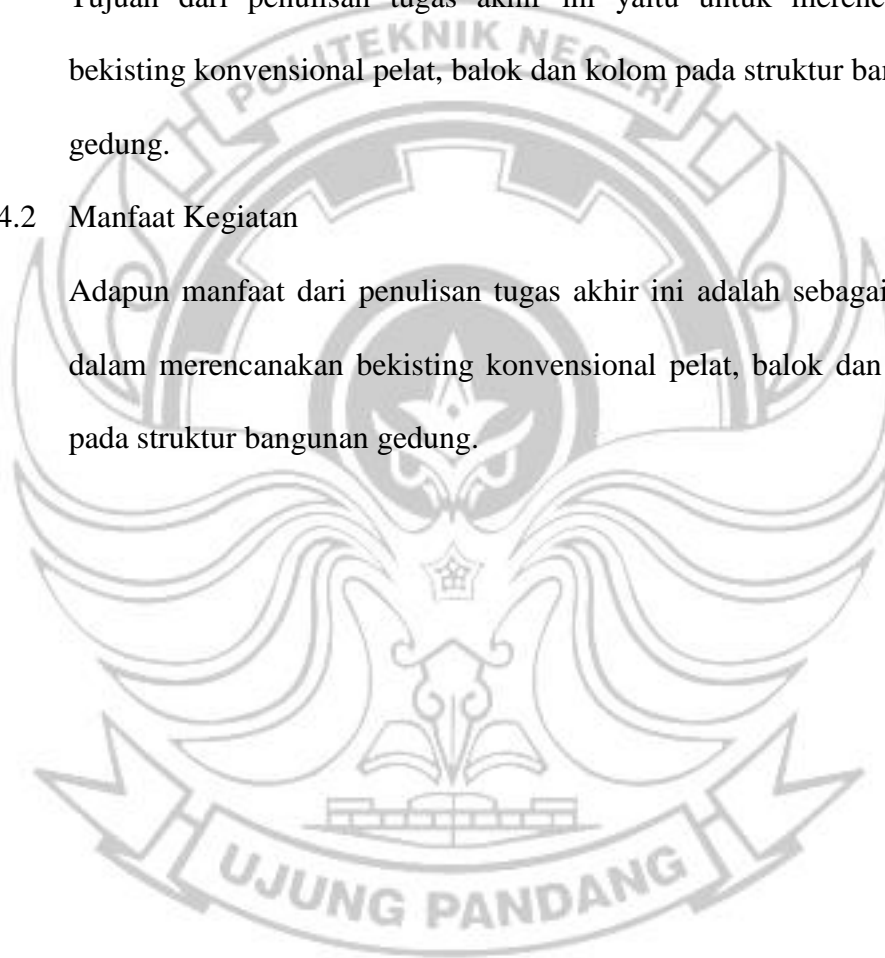 Tujuan dari penulisan tugas akhir ini yaitu untuk
bekisting konvensional pelat, balok dan kolom pada struktur
gedung.
4.2 Manfaat Kegiatan
Adapun manfaat dari penulisan tugas akhir ini adalah sebagai
dalam merencanakan bekisting konvensional pelat, balok dan
pada struktur bangunan gedung.
POLITEKNIK NEGERI
UJUNG PANDANG